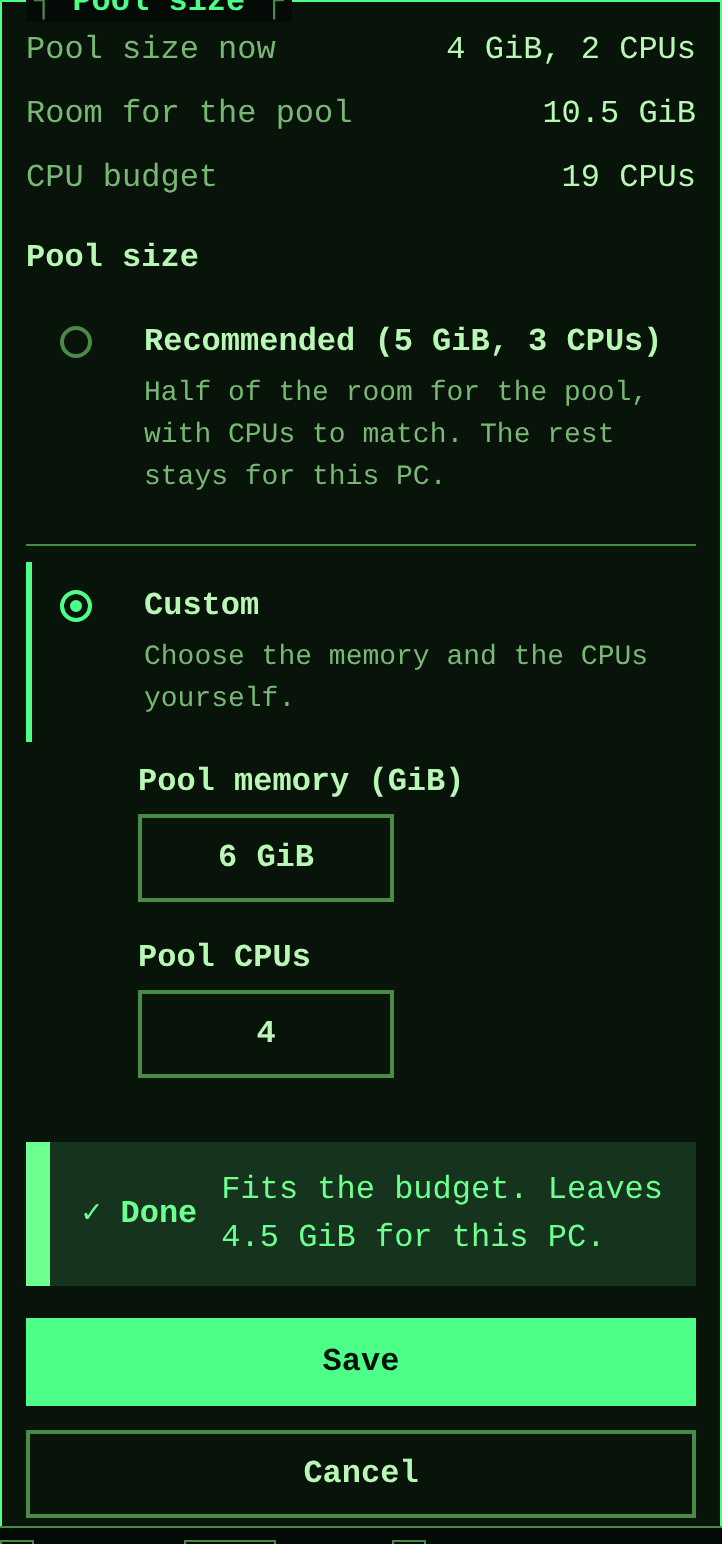 Pool size
Pool size now 4 GiB, 2 CPUs
Room for the pool 10.5 GiB
CPU budget 19 CPUs
Pool size
Recommended (5 GiB, 3 CPUs)
Half of the room for the pool,
with CPUs to match. The rest
stays for this PC.
Custom
Choose the memory and the CPUs
yourself.
Pool memory (GiB)
6 GiB
Pool CPUs
4
✓ Done
Fits the budget. Leaves
4.5 GiB for this PC.
Save
Cancel